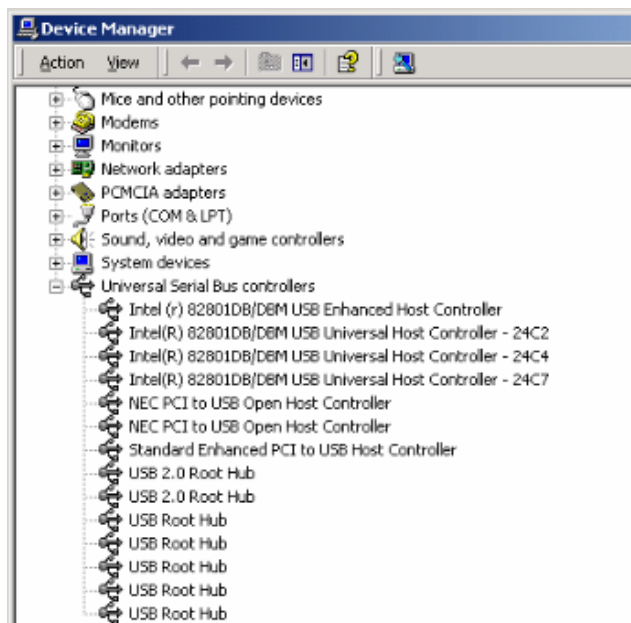 Device Manager
Action View
Mice and other pointing devices
Modems
Monitors
Network adapters
PCMCIA adapters
Ports (COM & LPT)
Sound, video and game controllers
System devices
Universal Serial Bus controllers
Intel (r) 82801DB/DBM USB Enhanced Host Controller
Intel(R) 82801DB/DBM USB Universal Host Controller - 24C2
Intel(R) 82801DB/DBM USB Universal Host Controller - 24C4
Intel(R) 82801DB/DBM USB Universal Host Controller - 24C7
NEC PCI to USB Open Host Controller
NEC PCI to USB Open Host Controller
Standard Enhanced PCI to USB Host Controller
USB 2.0 Root Hub
USB 2.0 Root Hub
USB Root Hub
USB Root Hub
USB Root Hub
USB Root Hub
USB Root Hub